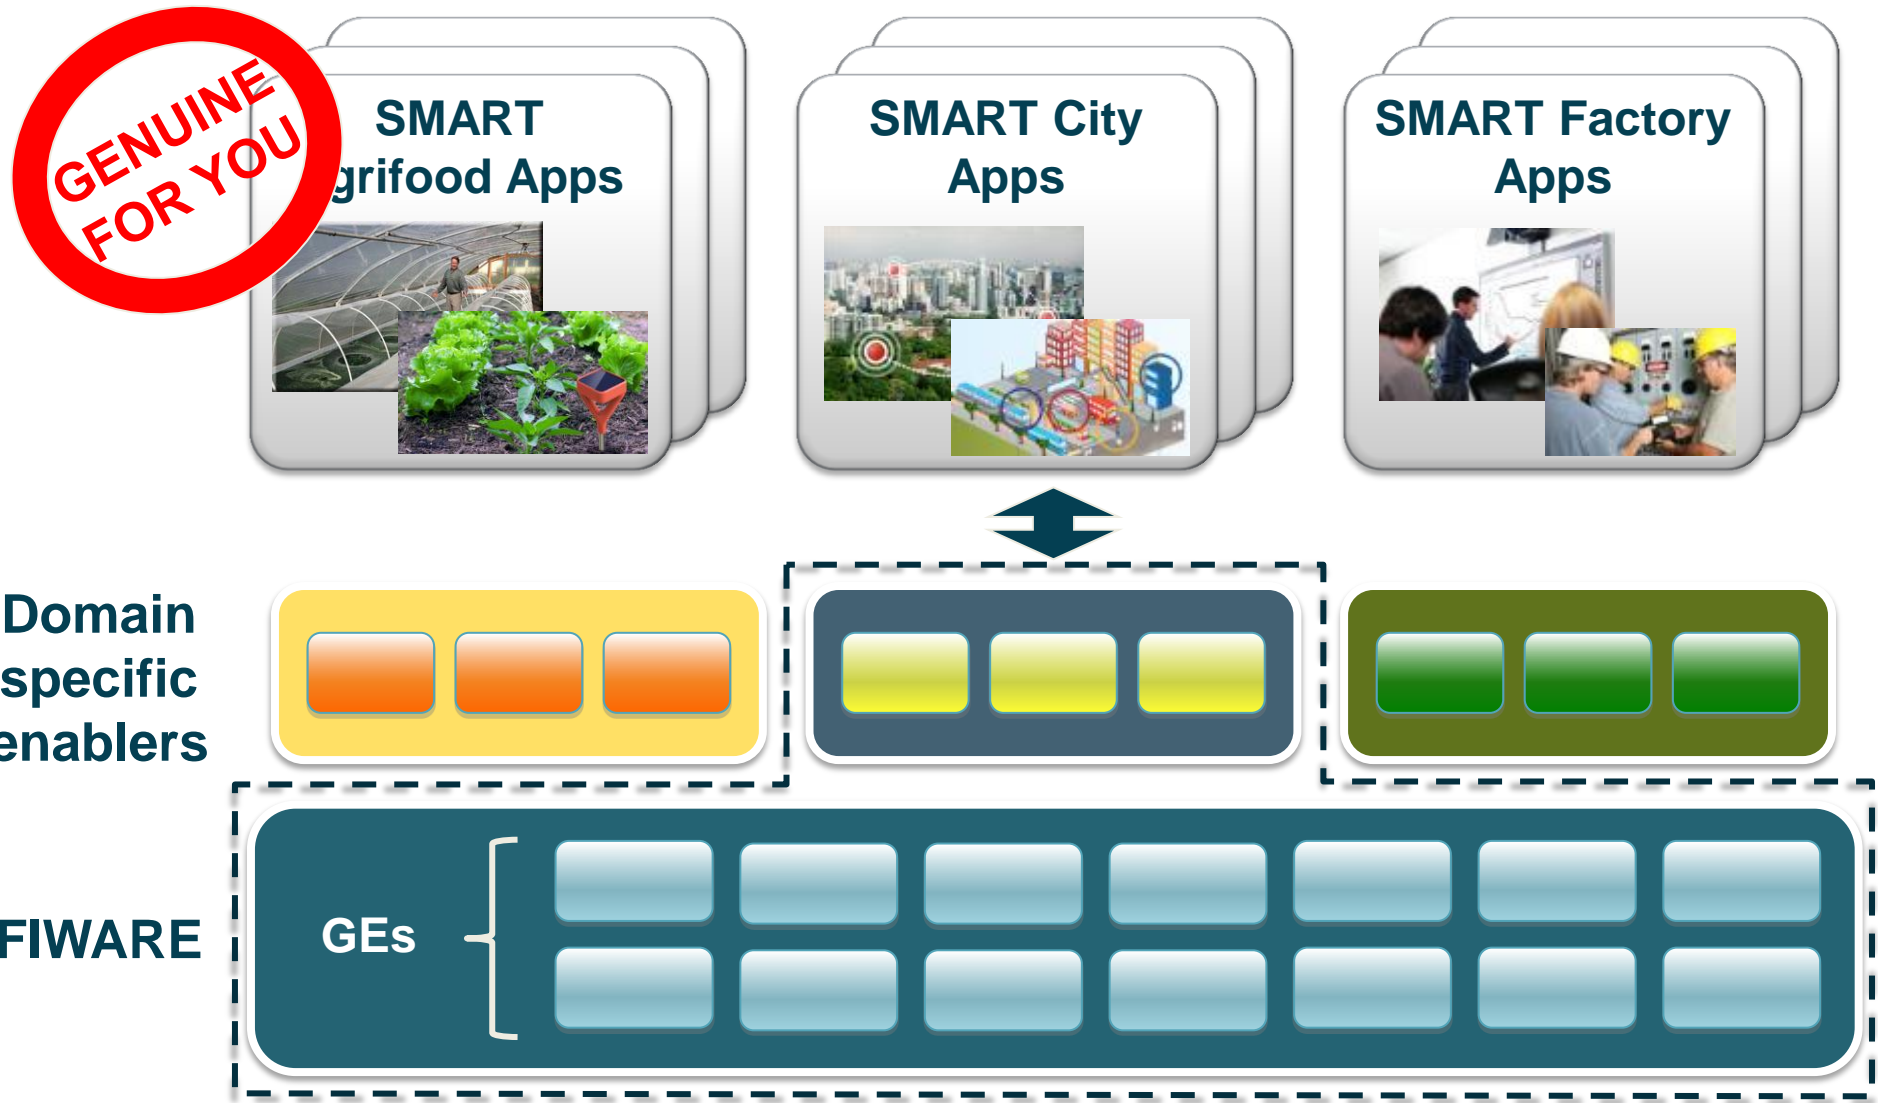 GENUINE
FOR YOU
SMART
grifood Apps
SMART City
Apps
SMART Factory
Apps
Domain
specific
enablers
FIWARE
GEs